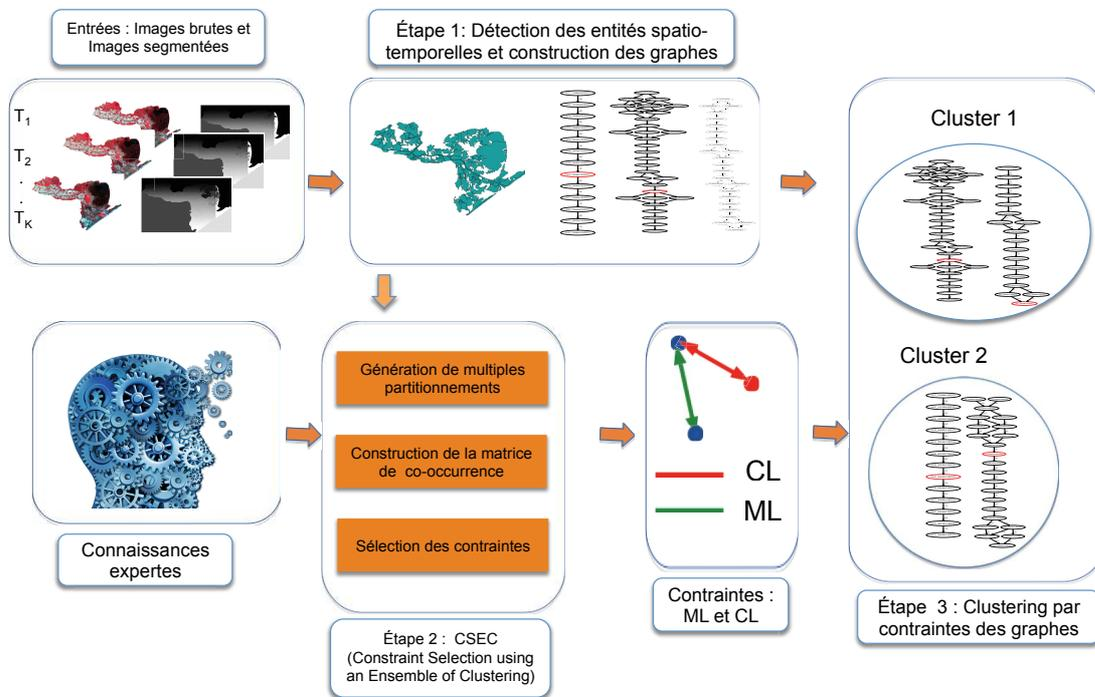 Entrées : Images brutes et
Images segmentées
Étape 1: Détection des entités spatio-
temporelles et construction des graphes
T1
T2
.
.
TK
Cluster 1
Cluster 2
Génération de multiples
partitionnements
Construction de la matrice
de co-occurrence
Sélection des contraintes
CL
ML
Connaissances
expertes
Étape 2 : CSEC
(Constraint Selection using
an Ensemble of Clustering)
Contraintes :
ML et CL
Étape 3 : Clustering par
contraintes des graphes